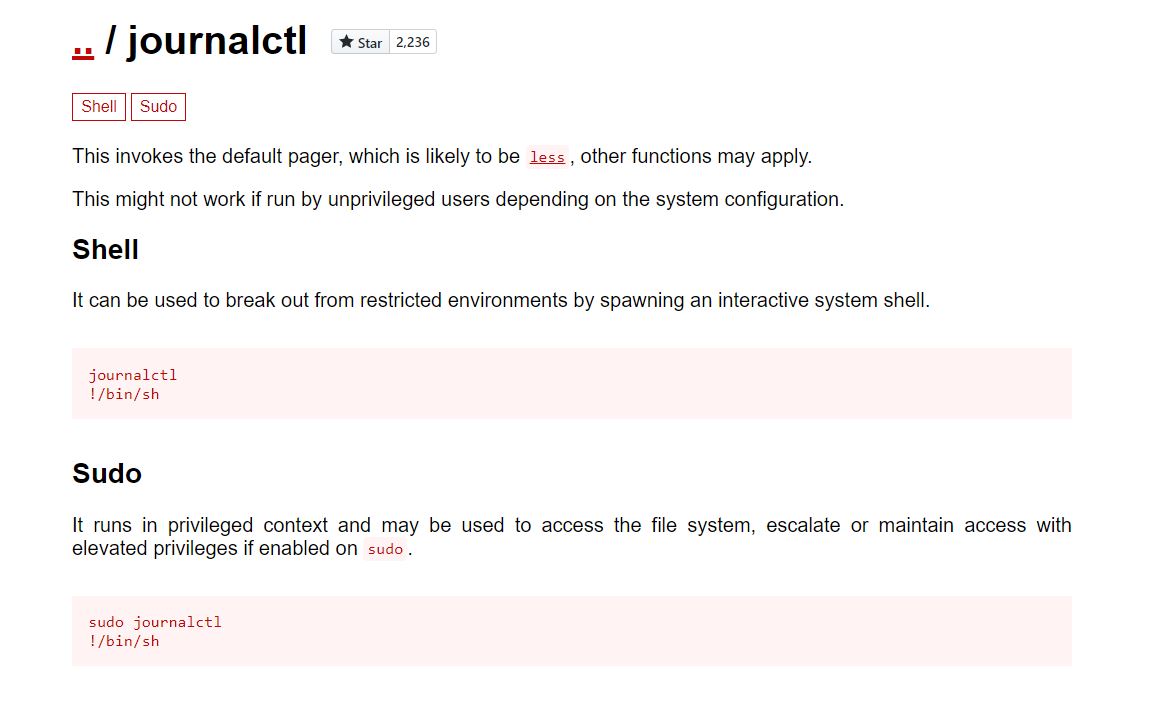 .. / journalctl Star 2,236
Shell Sudo
This invokes the default pager, which is likely to be less, other functions may apply.
This might not work if run by unprivileged users depending on the system configuration.
Shell
It can be used to break out from restricted environments by spawning an interactive system shell.
journalctl
!/bin/sh
Sudo
It runs in privileged context and may be used to access the file system, escalate or maintain access with
elevated privileges if enabled on sudo.
sudo journalctl
!/bin/sh